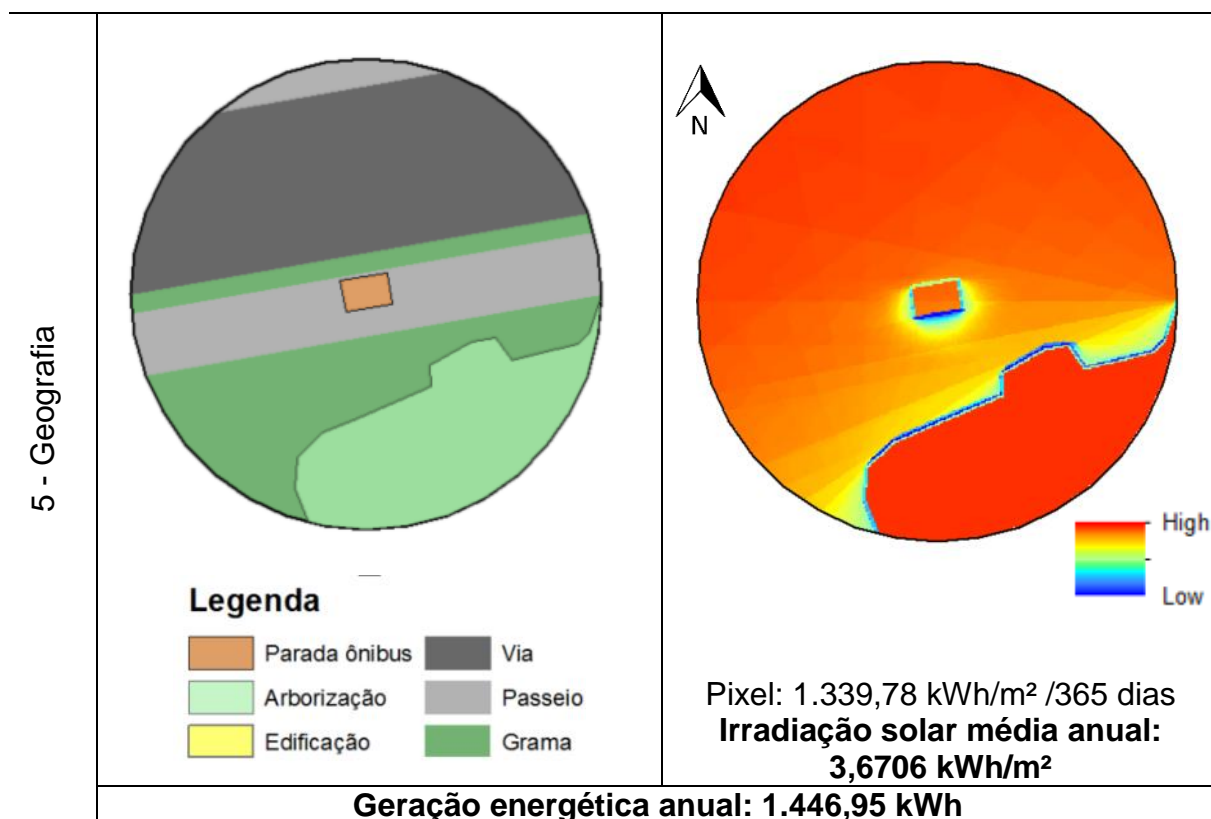 5 - Geografia
Legenda
Parada ônibus
Via
Arborização
Passeio
Edificação
Grama
N
High
Low
Pixel: 1.339,78 kWh/m² /365 dias
Irradiação solar média anual:
3,6706 kWh/m²
Geração energética anual: 1.446,95 kWh